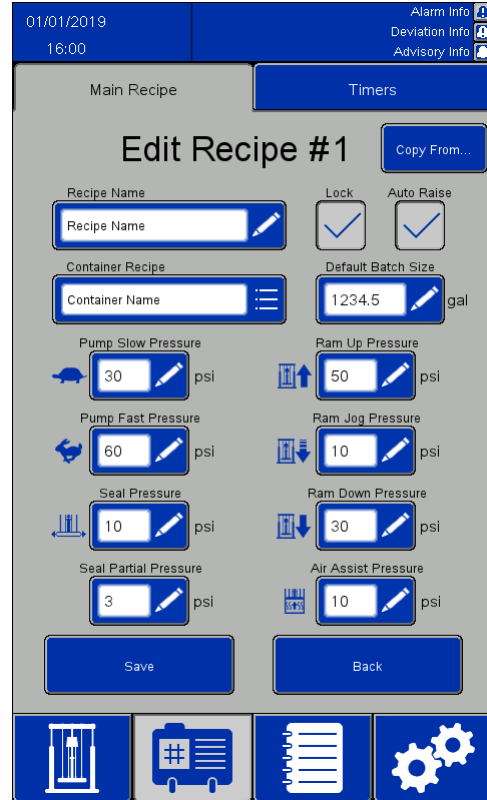 01/01/2019
16:00
Alarm Info
Deviation Info
Advisory Info
Main Recipe
Timers
Edit Recipe #1
Copy From...
Recipe Name
Lock
Auto Raise
Recipe Name
Container Recipe
Default Batch Size
Container Name
1234.5
gal
Pump Slow Pressure
Ram Up Pressure
30
psi
50
psi
Pump Fast Pressure
Ram Jog Pressure
60
psi
10
psi
Seal Pressure
Ram Down Pressure
10
psi
30
psi
Seal Partial Pressure
Air Assist Pressure
3
psi
10
psi
Save
Back
#